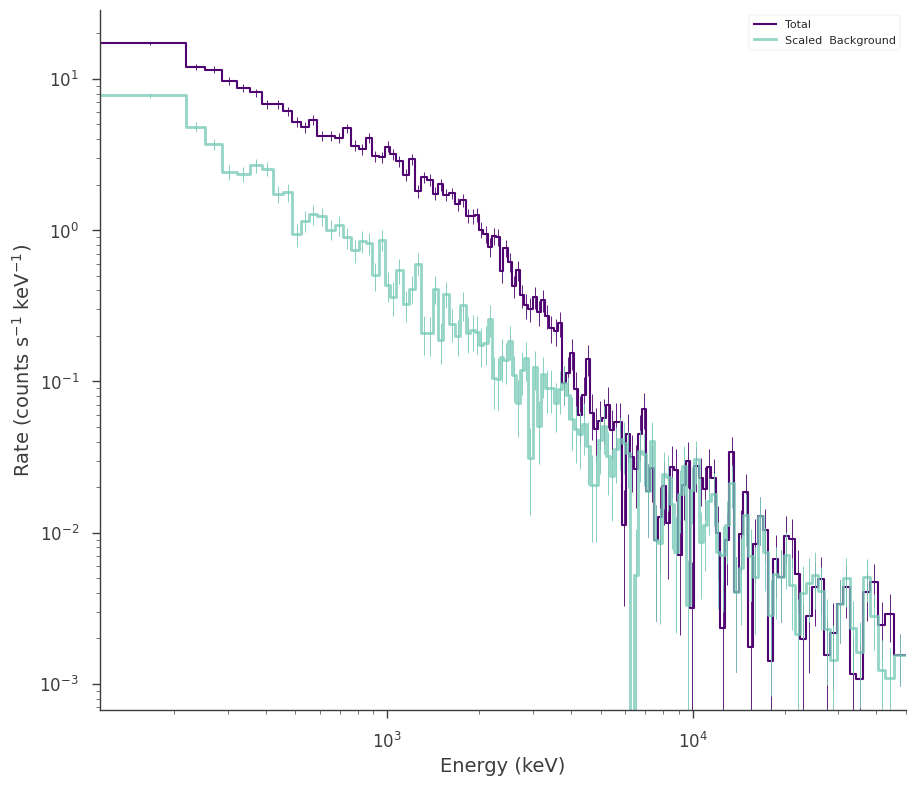 Total
Scaled  Background
Rate (counts s⁻¹ keV⁻¹)
10¹
10⁰
10⁻¹
10⁻²
10⁻³
10³
10⁴
Energy (keV)